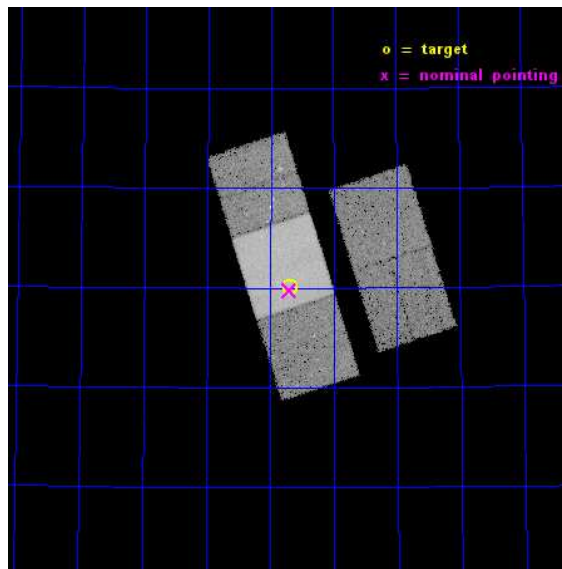 o = target
x = nominal pointing